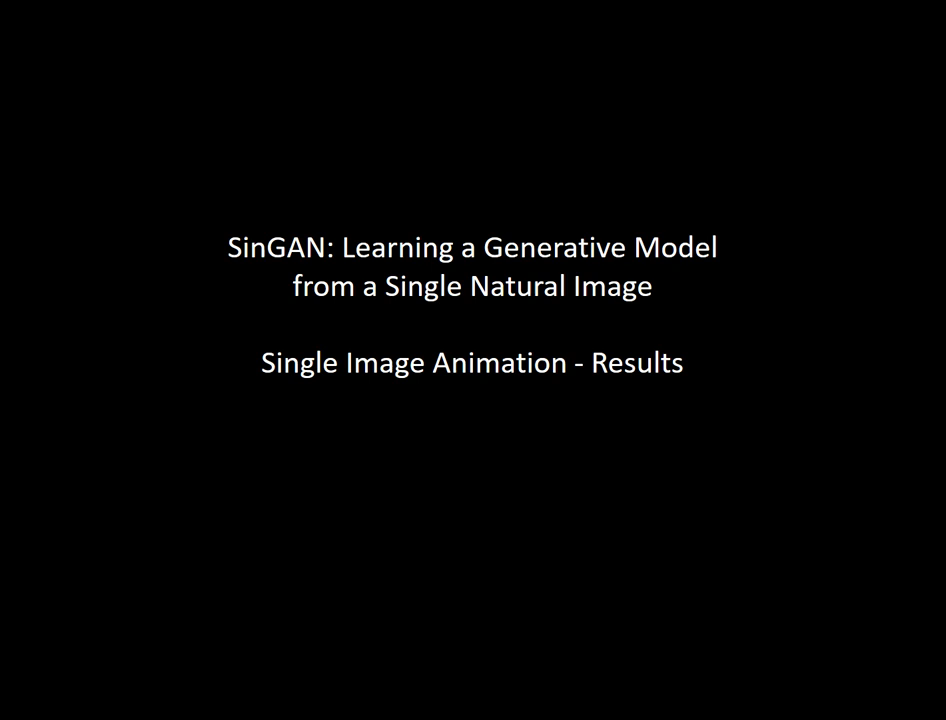 SinGAN: Learning a Generative Model
from a Single Natural Image
Single Image Animation - Results